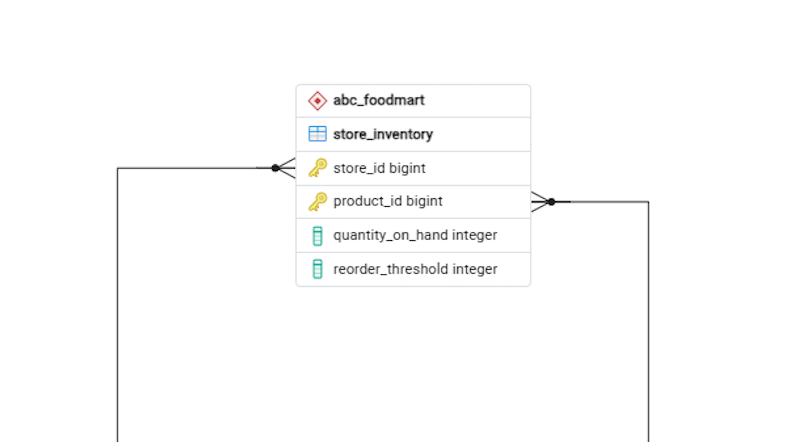 abc_foodmart
store_inventory
store_id bigint
product_id bigint
quantity_on_hand integer
reorder_threshold integer